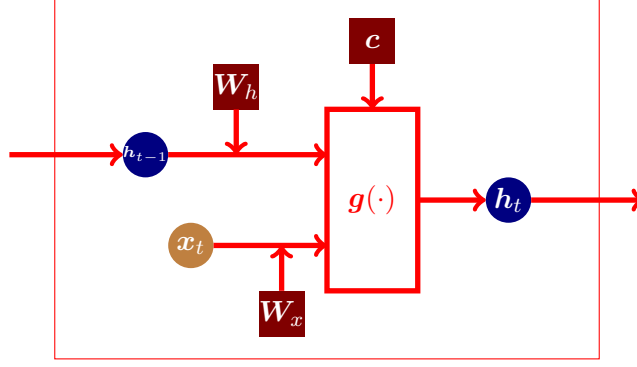 c
W_h
h_{t−1}
g(·)
h_t
x_t
W_x